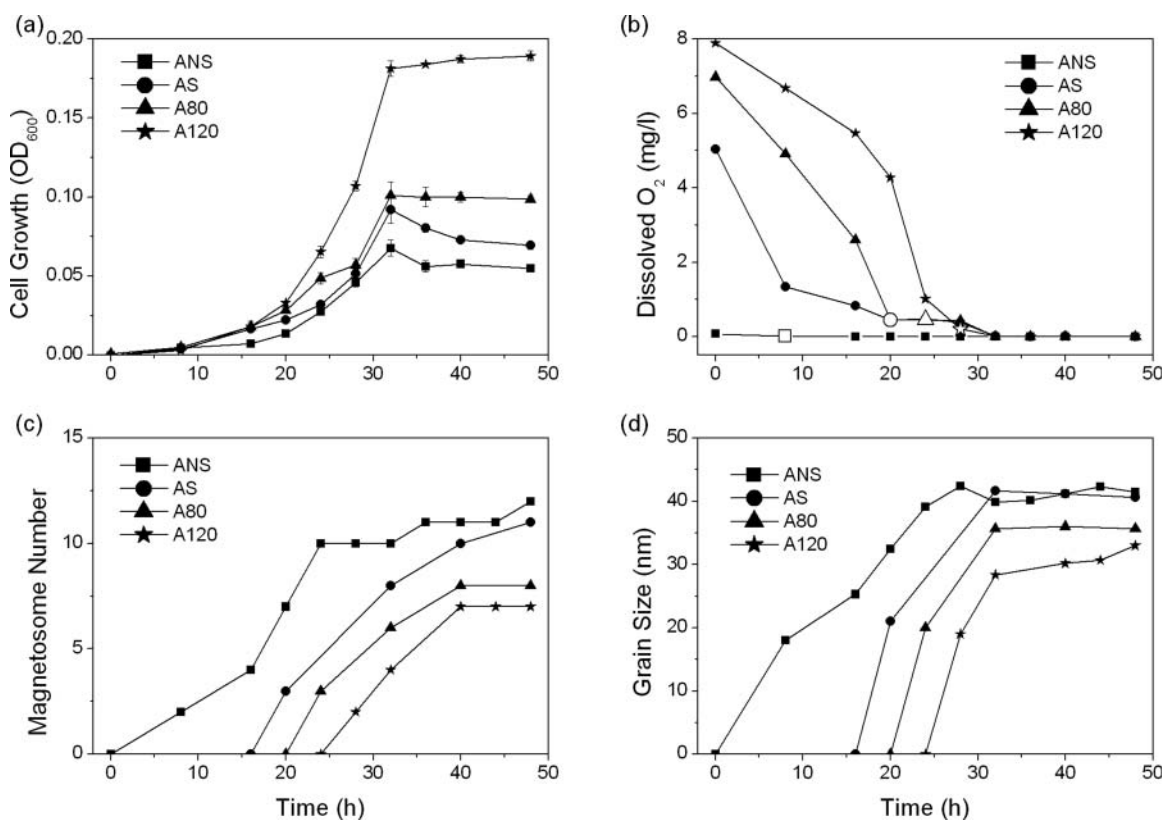 (a)
0.20
0.15
0.10
0.05
0.00
Cell Growth (OD600)
ANS
AS
A80
A120
0 10 20 30 40 50
(b)
8
6
4
2
0
Dissolved O2 (mg/l)
ANS
AS
A80
A120
0 10 20 30 40 50
(c)
15
10
5
0
Magnetosome Number
ANS
AS
A80
A120
0 10 20 30 40 50
Time (h)
(d)
50
40
30
20
10
0
Grain Size (nm)
ANS
AS
A80
A120
0 10 20 30 40 50
Time (h)